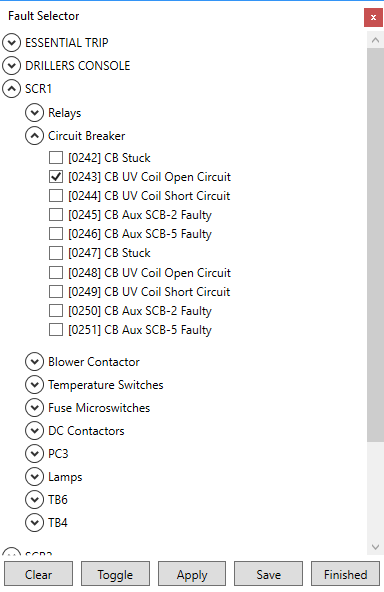 Fault Selector
x
ESSENTIAL TRIP
DRILLERS CONSOLE
SCR1
Relays
Circuit Breaker
[0242] CB Stuck
[0243] CB UV Coil Open Circuit
[0244] CB UV Coil Short Circuit
[0245] CB Aux SCB-2 Faulty
[0246] CB Aux SCB-5 Faulty
[0247] CB Stuck
[0248] CB UV Coil Open Circuit
[0249] CB UV Coil Short Circuit
[0250] CB Aux SCB-2 Faulty
[0251] CB Aux SCB-5 Faulty
Blower Contactor
Temperature Switches
Fuse Microswitches
DC Contactors
PC3
Lamps
TB6
TB4
Clear Toggle Apply Save Finished